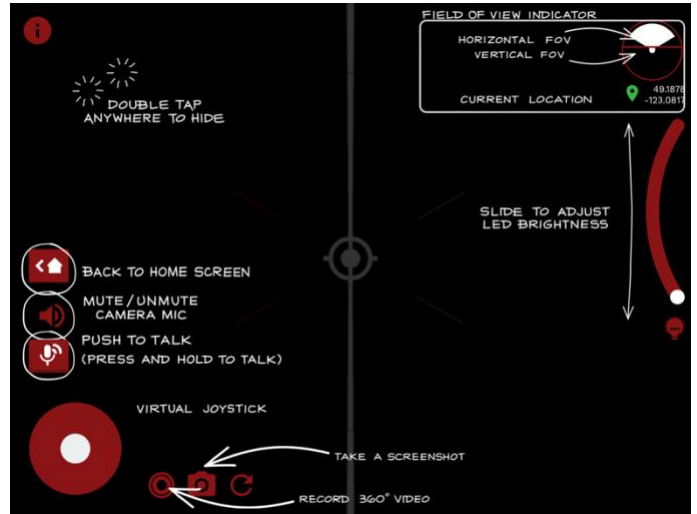 FIELD OF VIEW INDICATOR
HORIZONTAL FOV
VERTICAL FOV
CURRENT LOCATION
49.1878
-123.0817
DOUBLE TAP
ANYWHERE TO HIDE
SLIDE TO ADJUST
LED BRIGHTNESS
BACK TO HOME SCREEN
MUTE/UNMUTE
CAMERA MIC
PUSH TO TALK
(PRESS AND HOLD TO TALK)
VIRTUAL JOYSTICK
TAKE A SCREENSHOT
RECORD 360° VIDEO